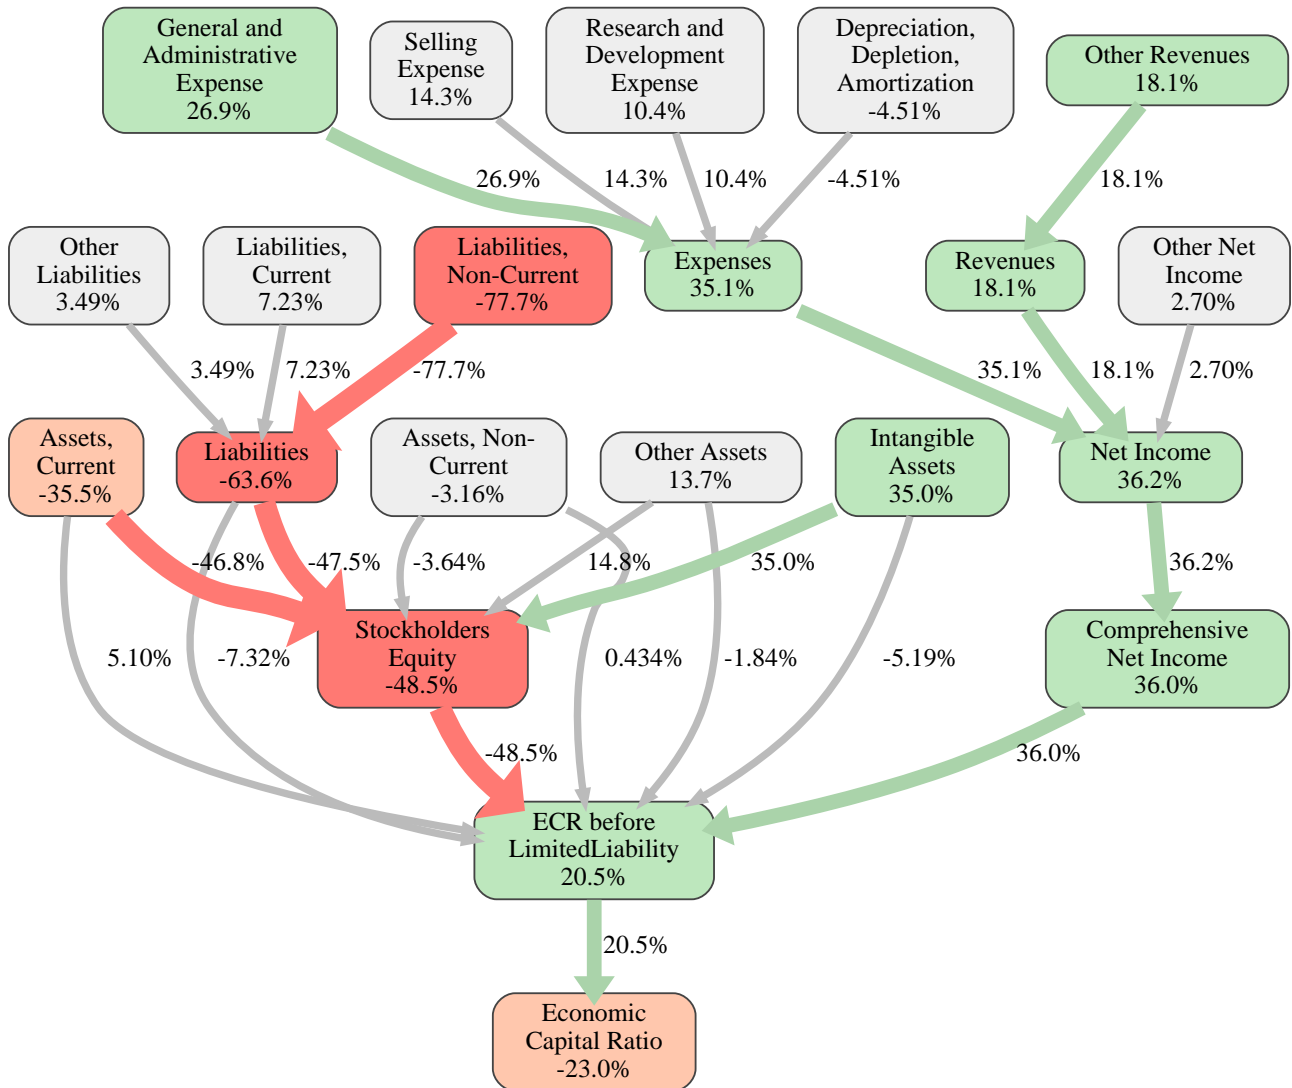 General and
Administrative
Expense
26.9%
Selling
Expense
14.3%
Research and
Development
Expense
10.4%
Depreciation,
Depletion,
Amortization
-4.51%
Other Revenues
18.1%
26.9%
14.3%
10.4%
-4.51%
18.1%
Other
Liabilities
3.49%
Liabilities,
Current
7.23%
Liabilities,
Non-Current
-77.7%
Expenses
35.1%
Revenues
18.1%
Other Net
Income
2.70%
3.49%
7.23%
-77.7%
35.1%
18.1%
2.70%
Assets,
Current
-35.5%
Liabilities
-63.6%
Assets, Non-
Current
-3.16%
Other Assets
13.7%
Intangible
Assets
35.0%
Net Income
36.2%
-46.8%
-47.5%
-3.64%
14.8%
35.0%
36.2%
Stockholders
Equity
-48.5%
Comprehensive
Net Income
36.0%
5.10%
-7.32%
0.434%
-1.84%
-5.19%
-48.5%
36.0%
ECR before
LimitedLiability
20.5%
20.5%
Economic
Capital Ratio
-23.0%